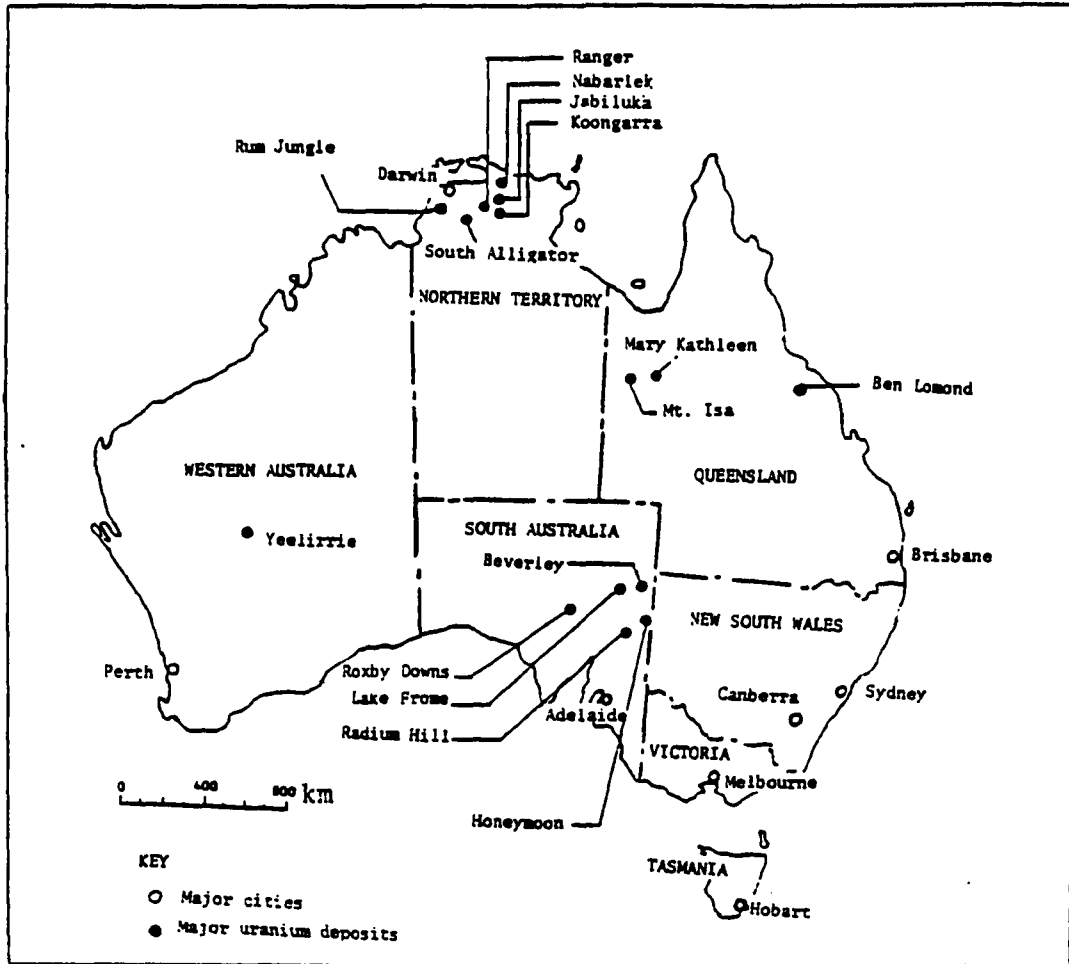 Ranger
Nabarlek
Jabiluka
Koongarra
Rum Jungle
Darwin
South Alligator
NORTHERN TERRITORY
Mary Kathleen
Ben Lomond
Mt. Isa
WESTERN AUSTRALIA
QUEENSLAND
SOUTH AUSTRALIA
Yeelirrie
Beverley
Brisbane
NEW SOUTH WALES
Perth
Roxby Downs
Lake Frome
Canberra
Sydney
Adelaide
Radium Hill
VICTORIA
Melbourne
0 400 800 km
Honeymoon
KEY
TASMANIA
Major cities
Hobart
Major uranium deposits